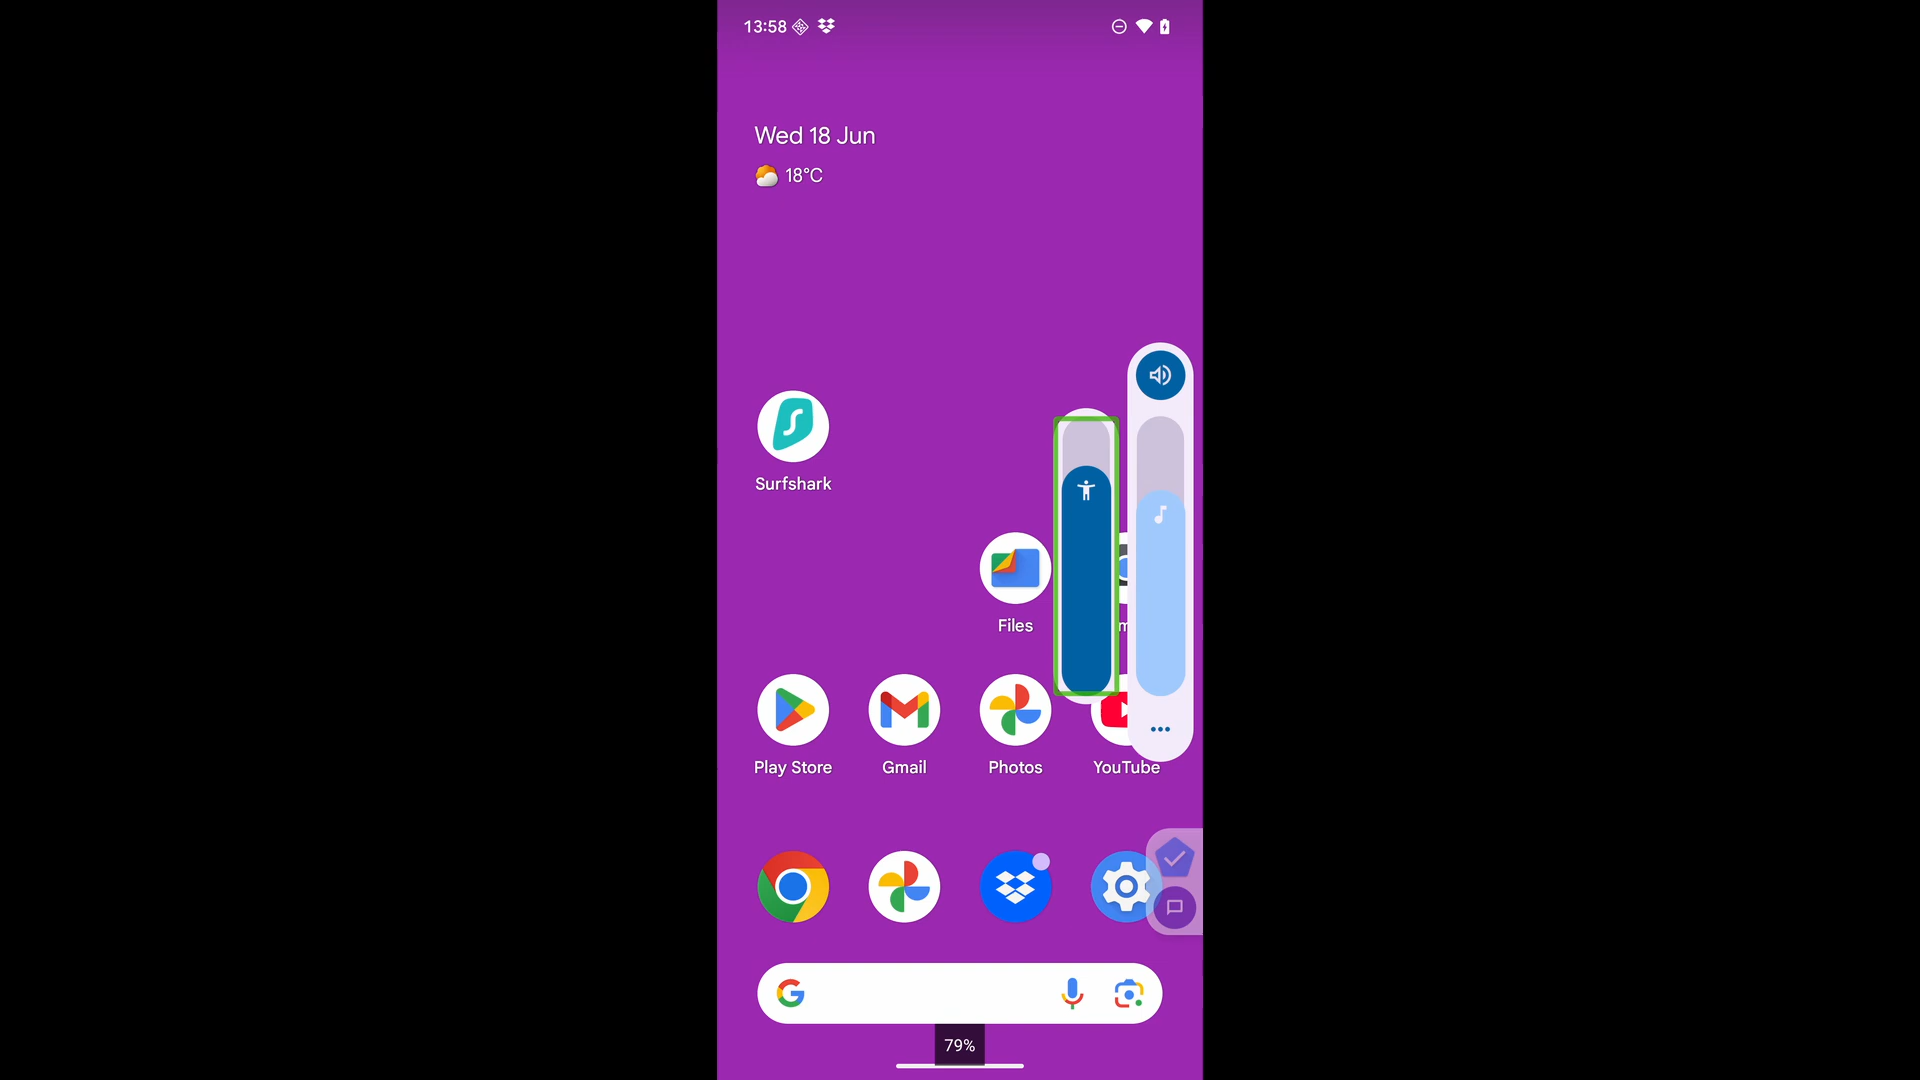 13:58
Wed 18 Jun
18°C
Surfshark
Files
m
Play Store
Gmail
Photos
YouTube
79%